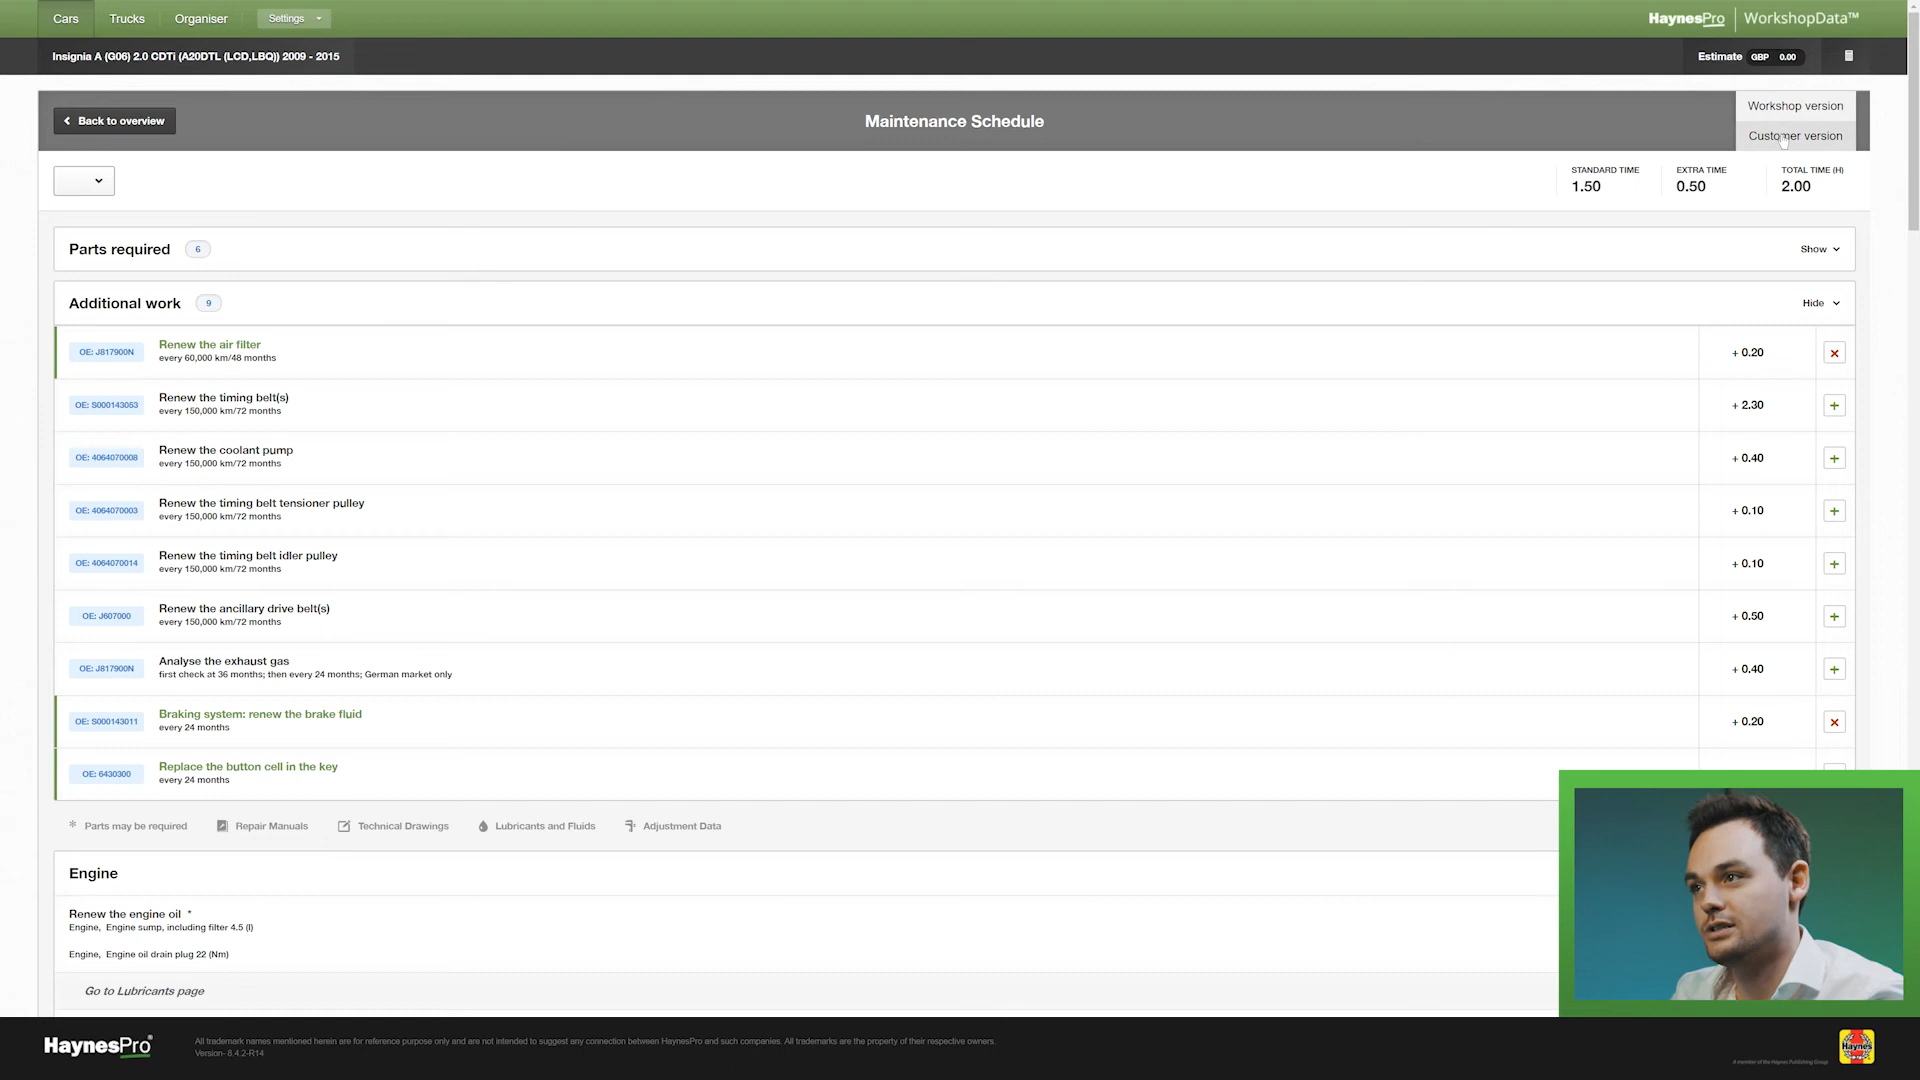 Cars
Trucks
Organiser
Settings
HaynesPro WorkshopData™
Insignia A (G06) 2.0 CDTi (A20DTL (LCD,LBQ)) 2009 - 2015
Estimate GBP 0.00
Back to overview
Maintenance Schedule
Workshop version
Customer version
STANDARD TIME
1.50
EXTRA TIME
0.50
TOTAL TIME (H)
2.00
Parts required 6
Show
Additional work 9
Hide
OE: J817900N
Renew the air filter
every 60,000 km/48 months
+ 0.20
OE: S000143053
Renew the timing belt(s)
every 150,000 km/72 months
+ 2.30
OE: 4064070008
Renew the coolant pump
every 150,000 km/72 months
+ 0.40
OE: 4064070003
Renew the timing belt tensioner pulley
every 150,000 km/72 months
+ 0.10
OE: 4064070014
Renew the timing belt idler pulley
every 150,000 km/72 months
+ 0.10
OE: J607000
Renew the ancillary drive belt(s)
every 150,000 km/72 months
+ 0.50
OE: J817900N
Analyse the exhaust gas
first check at 36 months; then every 24 months; German market only
+ 0.40
OE: S000143011
Braking system: renew the brake fluid
every 24 months
+ 0.20
OE: 6430300
Replace the button cell in the key
every 24 months
* Parts may be required
Repair Manuals
Technical Drawings
Lubricants and Fluids
Adjustment Data
Engine
Renew the engine oil *
Engine, Engine sump, including filter 4.5 (l)
Engine, Engine oil drain plug 22 (Nm)
Go to Lubricants page
HaynesPro®
All trademark names mentioned herein are for reference purpose only and are not intended to suggest any connection between HaynesPro and such companies. All trademarks are the property of their respective owners.
Version- 8.4.2-R14
A member of the Haynes Publishing Group
Haynes